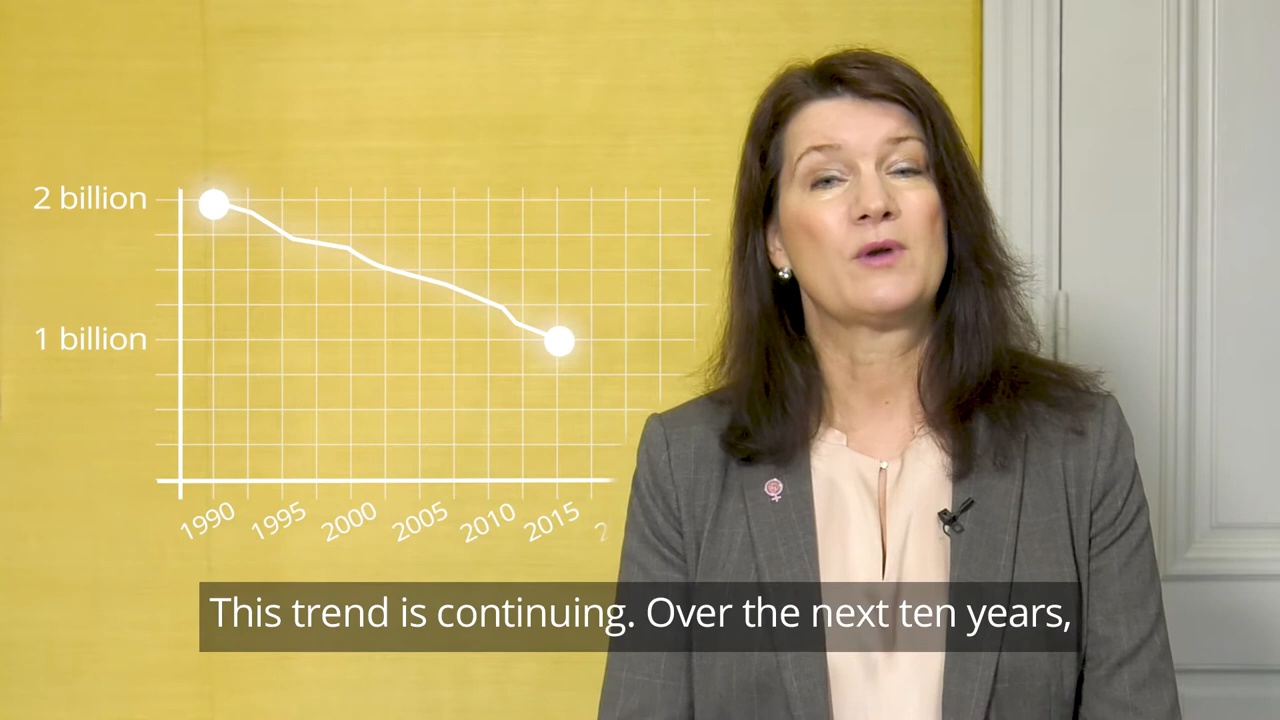 2 billion
1 billion
1990 1995 2000 2005 2010 2015 2
This trend is continuing. Over the next ten years,